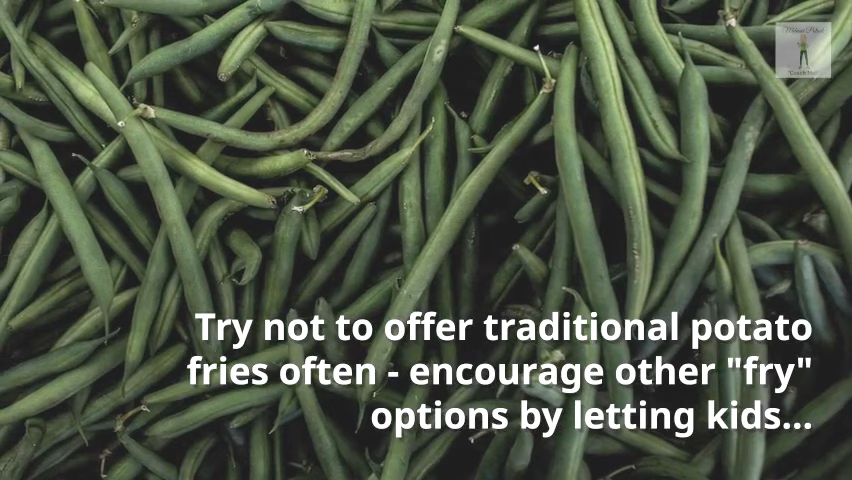 Try not to offer traditional potato
fries often - encourage other "fry"
options by letting kids...